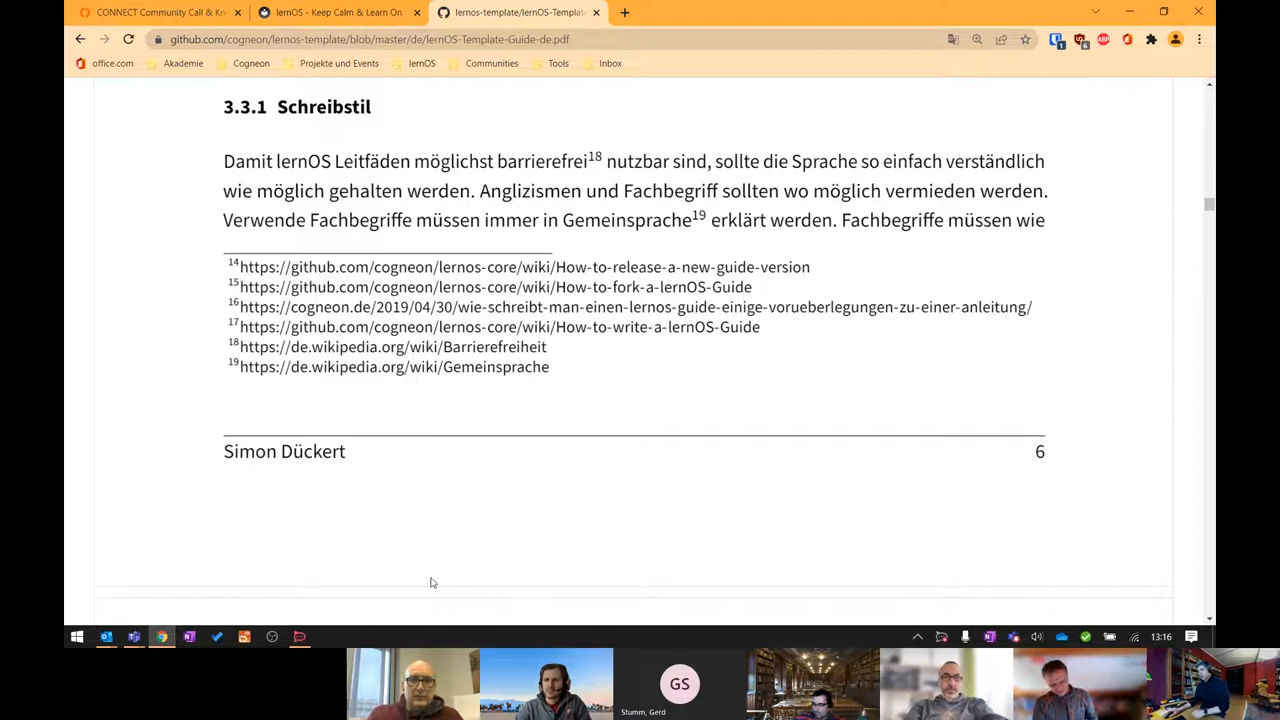 CONNECT Community Call & Kn
lernOS - Keep Calm & Learn On
lernos-template/lernOS-Templat
github.com/cogneon/lernos-template/blob/master/de/lernOS-Template-Guide-de.pdf
office.com Akademie Cogneon Projekte und Events lernOS Communities Tools Inbox
3.3.1 Schreibstil
Damit lernOS Leitfäden möglichst barrierefrei18 nutzbar sind, sollte die Sprache so einfach verständlich
wie möglich gehalten werden. Anglizismen und Fachbegriff sollten wo möglich vermieden werden.
Verwende Fachbegriffe müssen immer in Gemeinsprache19 erklärt werden. Fachbegriffe müssen wie
14https://github.com/cogneon/lernos-core/wiki/How-to-release-a-new-guide-version
15https://github.com/cogneon/lernos-core/wiki/How-to-fork-a-lernOS-Guide
16https://cogneon.de/2019/04/30/wie-schreibt-man-einen-lernos-guide-einige-vorueberlegungen-zu-einer-anleitung/
17https://github.com/cogneon/lernos-core/wiki/How-to-write-a-lernOS-Guide
18https://de.wikipedia.org/wiki/Barrierefreiheit
19https://de.wikipedia.org/wiki/Gemeinsprache
Simon Dückert 6
13:16
GS
Stumm, Gerd